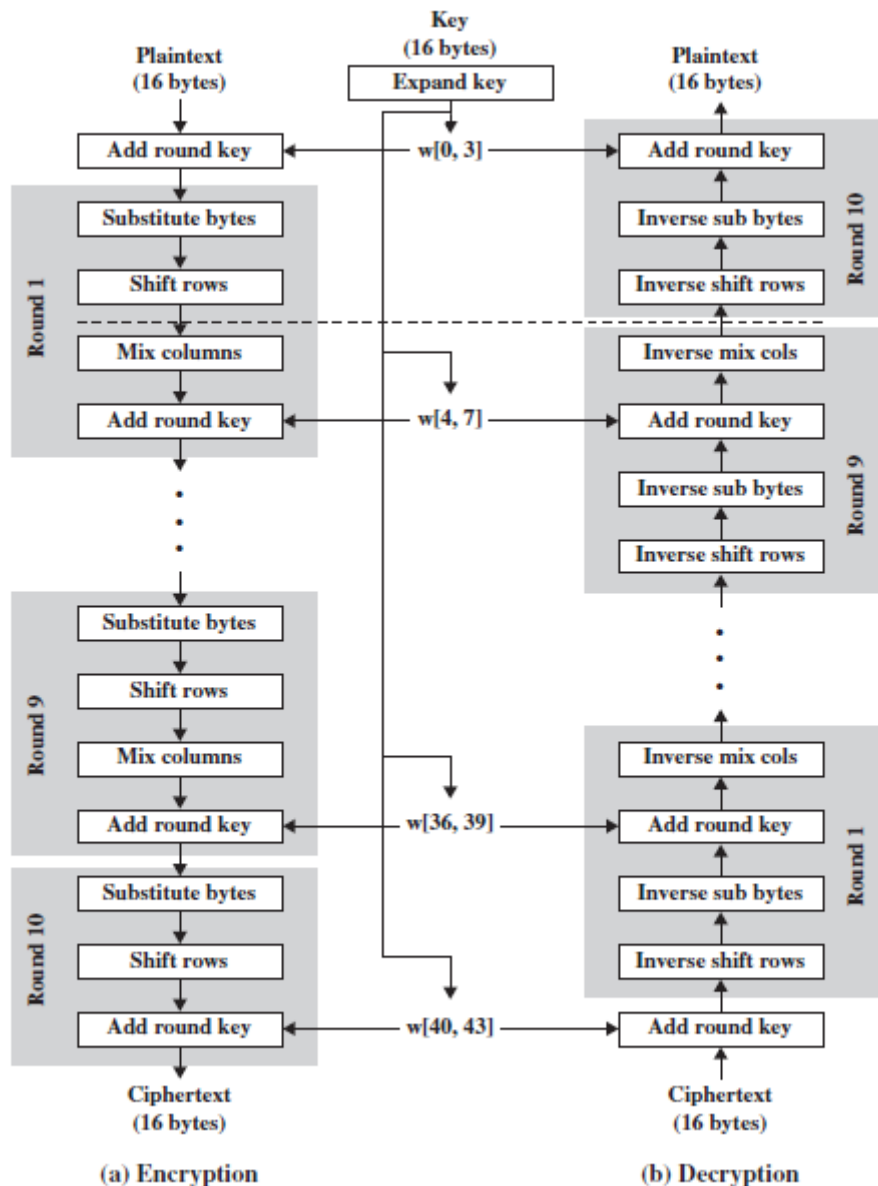 Key
(16 bytes)
Expand key
Plaintext
(16 bytes)
Add round key
Round 1
Substitute bytes
Shift rows
Mix columns
Add round key
Round 9
Substitute bytes
Shift rows
Mix columns
Add round key
Round 10
Substitute bytes
Shift rows
Add round key
Ciphertext
(16 bytes)
(a) Encryption
w[0, 3]
w[4, 7]
w[36, 39]
w[40, 43]
Plaintext
(16 bytes)
Add round key
Inverse sub bytes
Inverse shift rows
Round 10
Inverse mix cols
Add round key
Inverse sub bytes
Inverse shift rows
Round 9
Inverse mix cols
Add round key
Inverse sub bytes
Inverse shift rows
Round 1
Add round key
Ciphertext
(16 bytes)
(b) Decryption